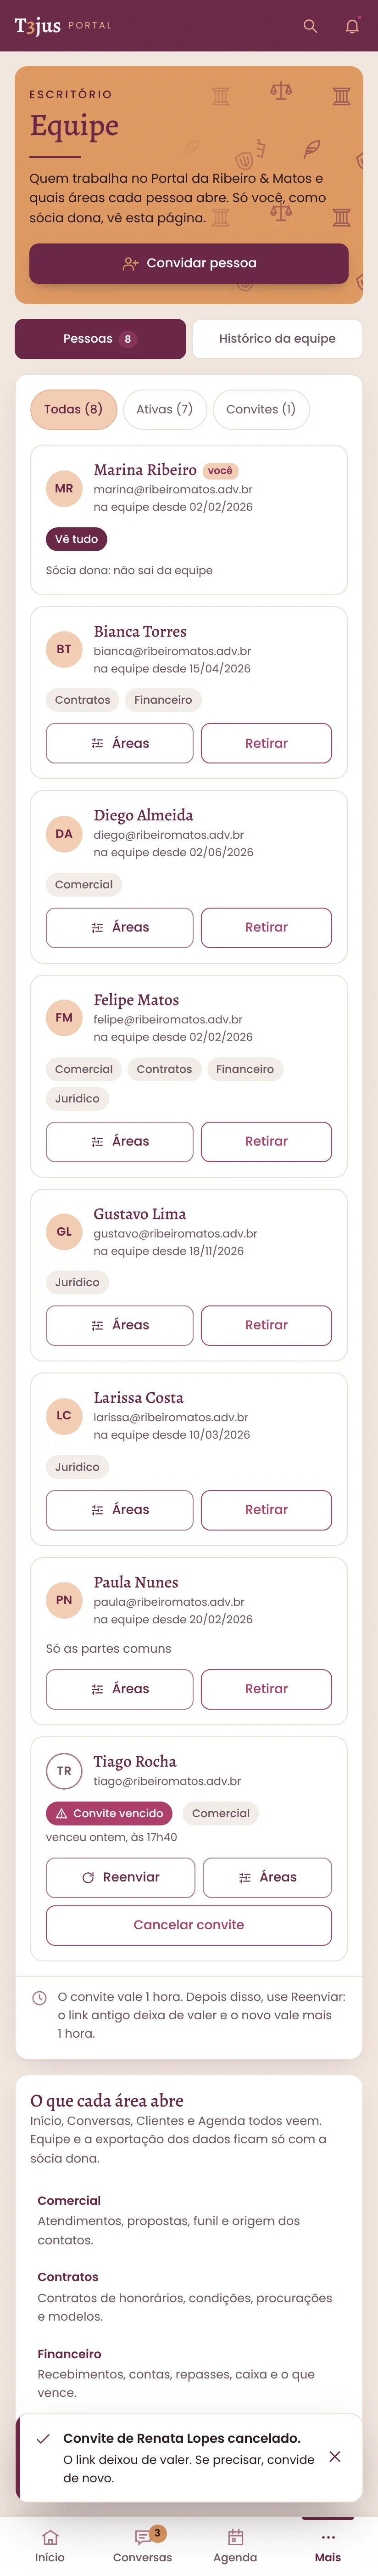 T3jus PORTAL
ESCRITÓRIO
Equipe
Quem trabalha no Portal da Ribeiro & Matos e
quais áreas cada pessoa abre. Só você, como
sócia dona, vê esta página.
Convidar pessoa
Pessoas 8
Histórico da equipe
Todas (8)
Ativas (7)
Convites (1)
MR
Marina Ribeiro você
marina@ribeiromatos.adv.br
na equipe desde 02/02/2026
Vê tudo
Sócia dona: não sai da equipe
BT
Bianca Torres
bianca@ribeiromatos.adv.br
na equipe desde 15/04/2026
Contratos Financeiro
Áreas Retirar
DA
Diego Almeida
diego@ribeiromatos.adv.br
na equipe desde 02/06/2026
Comercial
Áreas Retirar
FM
Felipe Matos
felipe@ribeiromatos.adv.br
na equipe desde 02/02/2026
Comercial Contratos Financeiro
Jurídico
Áreas Retirar
GL
Gustavo Lima
gustavo@ribeiromatos.adv.br
na equipe desde 18/11/2026
Jurídico
Áreas Retirar
LC
Larissa Costa
larissa@ribeiromatos.adv.br
na equipe desde 10/03/2026
Jurídico
Áreas Retirar
PN
Paula Nunes
paula@ribeiromatos.adv.br
na equipe desde 20/02/2026
Só as partes comuns
Áreas Retirar
TR
Tiago Rocha
tiago@ribeiromatos.adv.br
Convite vencido Comercial
venceu ontem, às 17h40
Reenviar Áreas
Cancelar convite
O convite vale 1 hora. Depois disso, use Reenviar:
o link antigo deixa de valer e o novo vale mais
1 hora.
O que cada área abre
Início, Conversas, Clientes e Agenda todos veem.
Equipe e a exportação dos dados ficam só com a
sócia dona.
Comercial
Atendimentos, propostas, funil e origem dos
contatos.
Contratos
Contratos de honorários, condições, procurações
e modelos.
Financeiro
Recebimentos, contas, repasses, caixa e o que
vence.
Convite de Renata Lopes cancelado.
O link deixou de valer. Se precisar, convide
de novo.
3
Início Conversas Agenda Mais